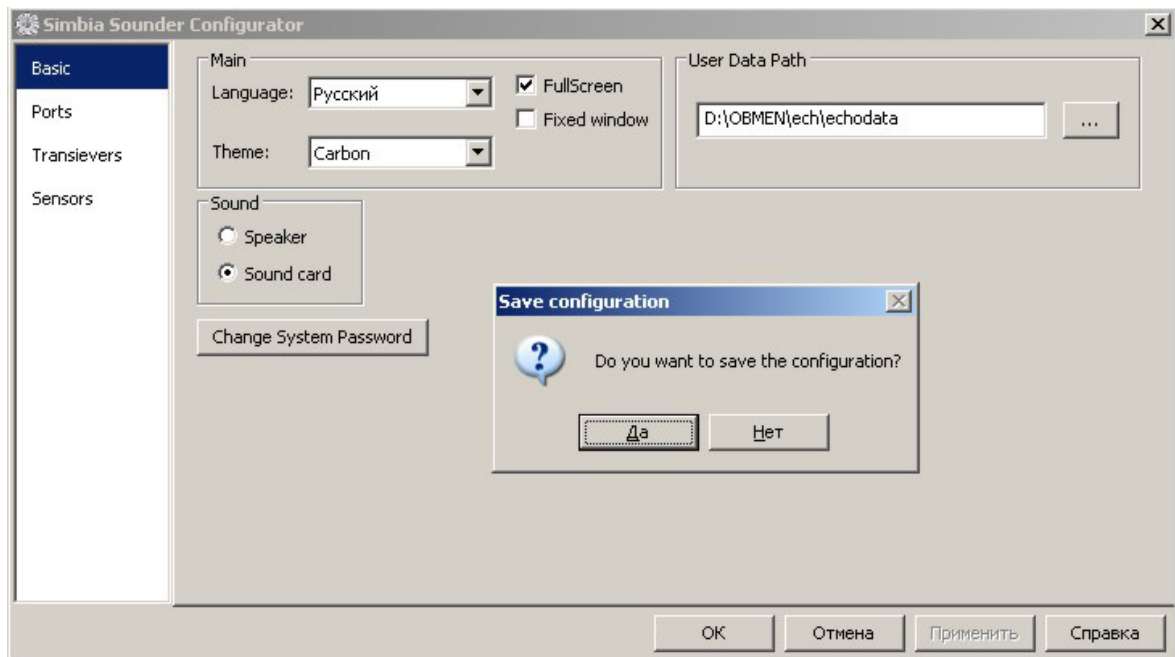 Simbia Sounder Configurator
Basic
Ports
Transievers
Sensors
Main
Language: Русский
FullScreen
Fixed window
Theme: Carbon
User Data Path
D:\OBMEN\ech\echodata ...
Sound
Speaker
Sound card
Change System Password
Save configuration
Do you want to save the configuration?
Да Нет
OK Отмена Применить Справка